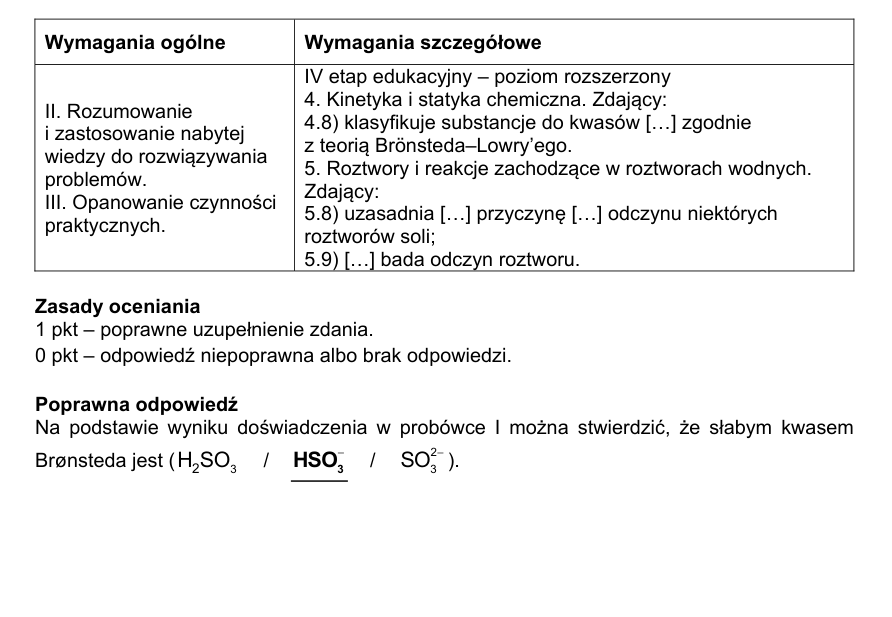 Wymagania ogólne
Wymagania szczegółowe
II. Rozumowanie
i zastosowanie nabytej
wiedzy do rozwiązywania
problemów.
III. Opanowanie czynności
praktycznych.
IV etap edukacyjny – poziom rozszerzony
4. Kinetyka i statyka chemiczna. Zdający:
4.8) klasyfikuje substancje do kwasów […] zgodnie
z teorią Brönsteda–Lowry’ego.
5. Roztwory i reakcje zachodzące w roztworach wodnych.
Zdający:
5.8) uzasadnia […] przyczynę […] odczynu niektórych
roztworów soli;
5.9) […] bada odczyn roztworu.
Zasady oceniania
1 pkt – poprawne uzupełnienie zdania.
0 pkt – odpowiedź niepoprawna albo brak odpowiedzi.
Poprawna odpowiedź
Na podstawie wyniku doświadczenia w probówce I można stwierdzić, że słabym kwasem
Brønsteda jest (H₂SO₃ / HSO₃⁻ / SO₃²⁻ ).